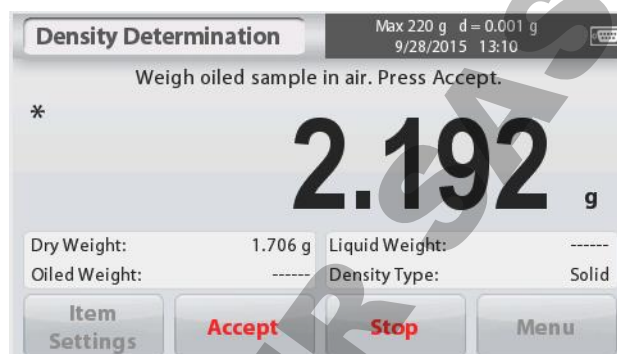 Density Determination
Max 220 g d = 0.001 g
9/28/2015 13:10
Weigh oiled sample in air. Press Accept.
*
2.192 g
Dry Weight: 1.706 g Liquid Weight: ------
Oiled Weight: ------ Density Type: Solid
Item
Settings
Accept
Stop
Menu